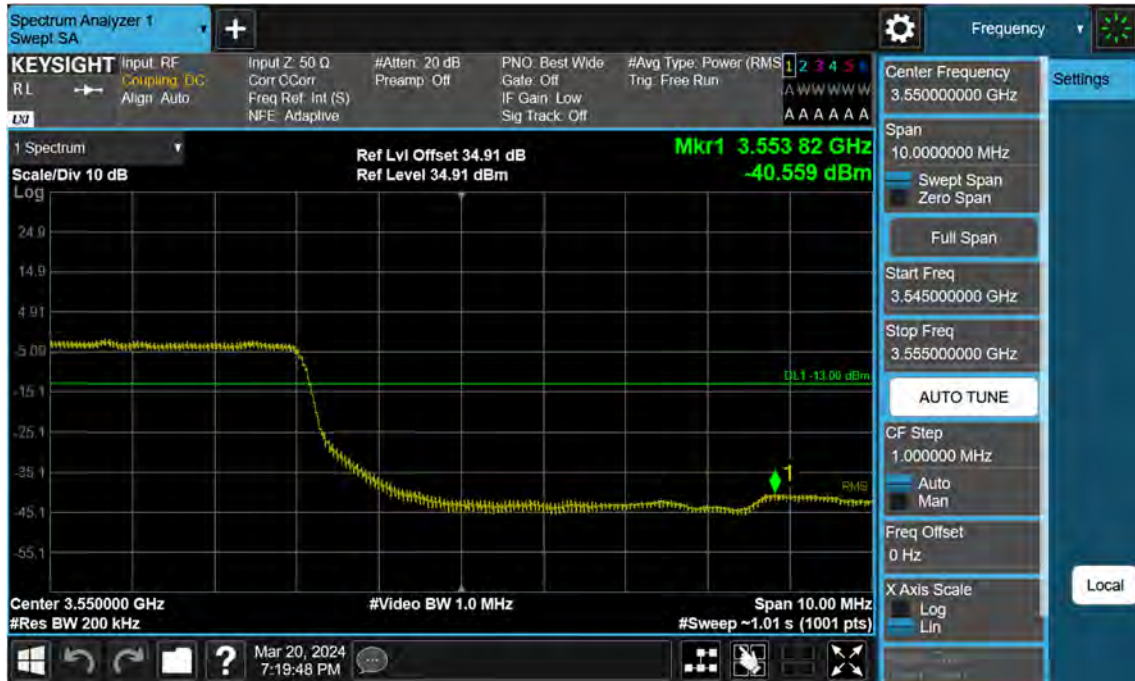 Spectrum Analyzer 1
Swept SA
Frequency
KEYSIGHT
RL
LXI
Input: RF
Coupling: DC
Align: Auto
Input Z: 50 Ω
Corr CCorr
Freq Ref: Int (S)
NFE: Adaptive
#Atten: 20 dB
Preamp: Off
PNO: Best Wide
Gate: Off
IF Gain: Low
Sig Track: Off
#Avg Type: Power (RMS
Trig: Free Run
1 2 3 4 5 6
A W W W W W
A A A A A A
1 Spectrum
Scale/Div 10 dB
Ref Lvl Offset 34.91 dB
Ref Level 34.91 dBm
Mkr1 3.553 82 GHz
-40.559 dBm
Log
24.9
14.9
4.91
-5.09
-15.1
-25.1
-35.1
-45.1
-55.1
DL1 -13.00 dBm
1
RMS
Center 3.550000 GHz
#Res BW 200 kHz
#Video BW 1.0 MHz
Span 10.00 MHz
#Sweep ~1.01 s (1001 pts)
Mar 20, 2024
7:19:48 PM
Center Frequency
3.550000000 GHz
Span
10.0000000 MHz
Swept Span
Zero Span
Full Span
Start Freq
3.545000000 GHz
Stop Freq
3.555000000 GHz
AUTO TUNE
CF Step
1.000000 MHz
Auto
Man
Freq Offset
0 Hz
X Axis Scale
Log
Lin
Settings
Local